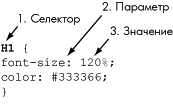 2. Параметр
1. Селектор
3. Значение
H1 {
font-size: 120%;
color: #333366;
}